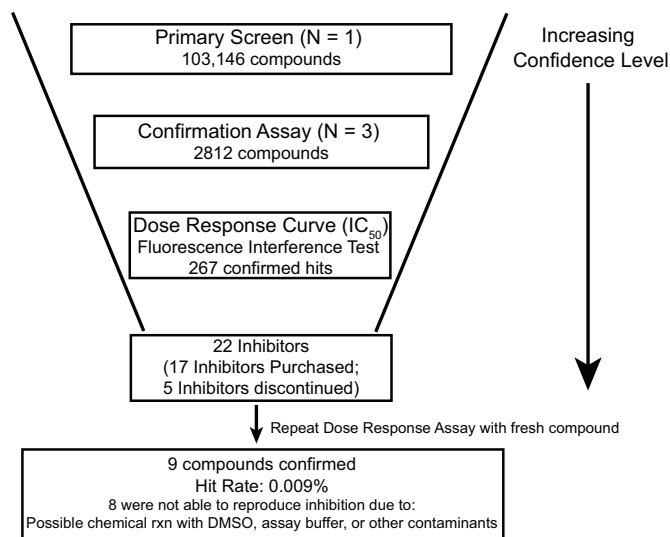 Primary Screen (N = 1)
103,146 compounds
Increasing
Confidence Level
Confirmation Assay (N = 3)
2812 compounds
Dose Response Curve (IC50)
Fluorescence Interference Test
267 confirmed hits
22 Inhibitors
(17 Inhibitors Purchased;
5 Inhibitors discontinued)
Repeat Dose Response Assay with fresh compound
9 compounds confirmed
Hit Rate: 0.009%
8 were not able to reproduce inhibition due to:
Possible chemical rxn with DMSO, assay buffer, or other contaminants